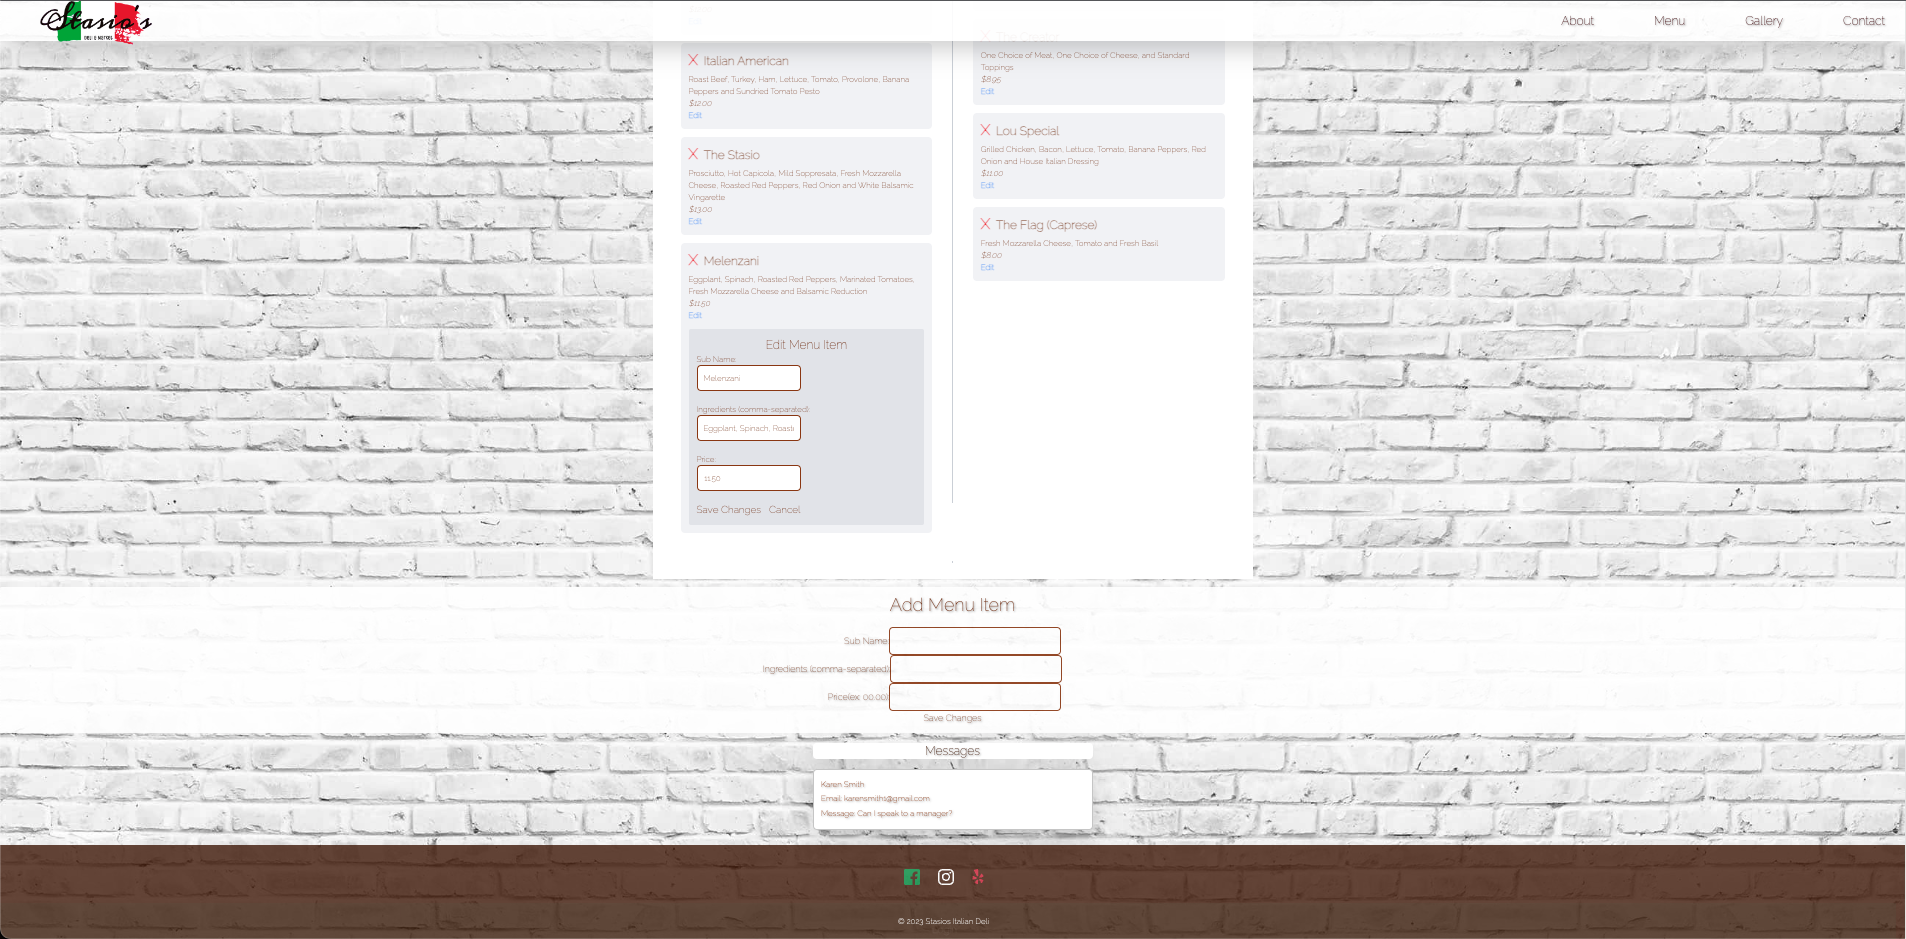 Stasio's
DELI & MARKET
About
Menu
Gallery
Contact
X Italian American
Roast Beef, Turkey, Ham, Lettuce, Tomato, Provolone, Banana
Peppers and Sundried Tomato Pesto
$12.00
Edit
X The Stasio
Prosciutto, Hot Capicola, Mild Soppresata, Fresh Mozzarella
Cheese, Roasted Red Peppers, Red Onion and White Balsamic
Vingarette
$13.00
Edit
X Melenzani
Eggplant, Spinach, Roasted Red Peppers, Marinated Tomatoes,
Fresh Mozzarella Cheese and Balsamic Reduction
$11.50
Edit
Edit Menu Item
Sub Name:
Melenzani
Ingredients (comma-separated):
Eggplant, Spinach, Roaste
Price:
11.50
Save Changes
Cancel
One Choice of Meat, One Choice of Cheese, and Standard
Toppings
$8.95
Edit
X Lou Special
Grilled Chicken, Bacon, Lettuce, Tomato, Banana Peppers, Red
Onion and House Italian Dressing
$11.00
Edit
X The Flag (Caprese)
Fresh Mozzarella Cheese, Tomato and Fresh Basil
$8.00
Edit
Add Menu Item
Sub Name:
Ingredients (comma-separated):
Price(ex: 00.00):
Save Changes
Messages
Karen Smith
Email: karensmith1@gmail.com
Message: Can I speak to a manager?
© 2023 Stasios Italian Deli